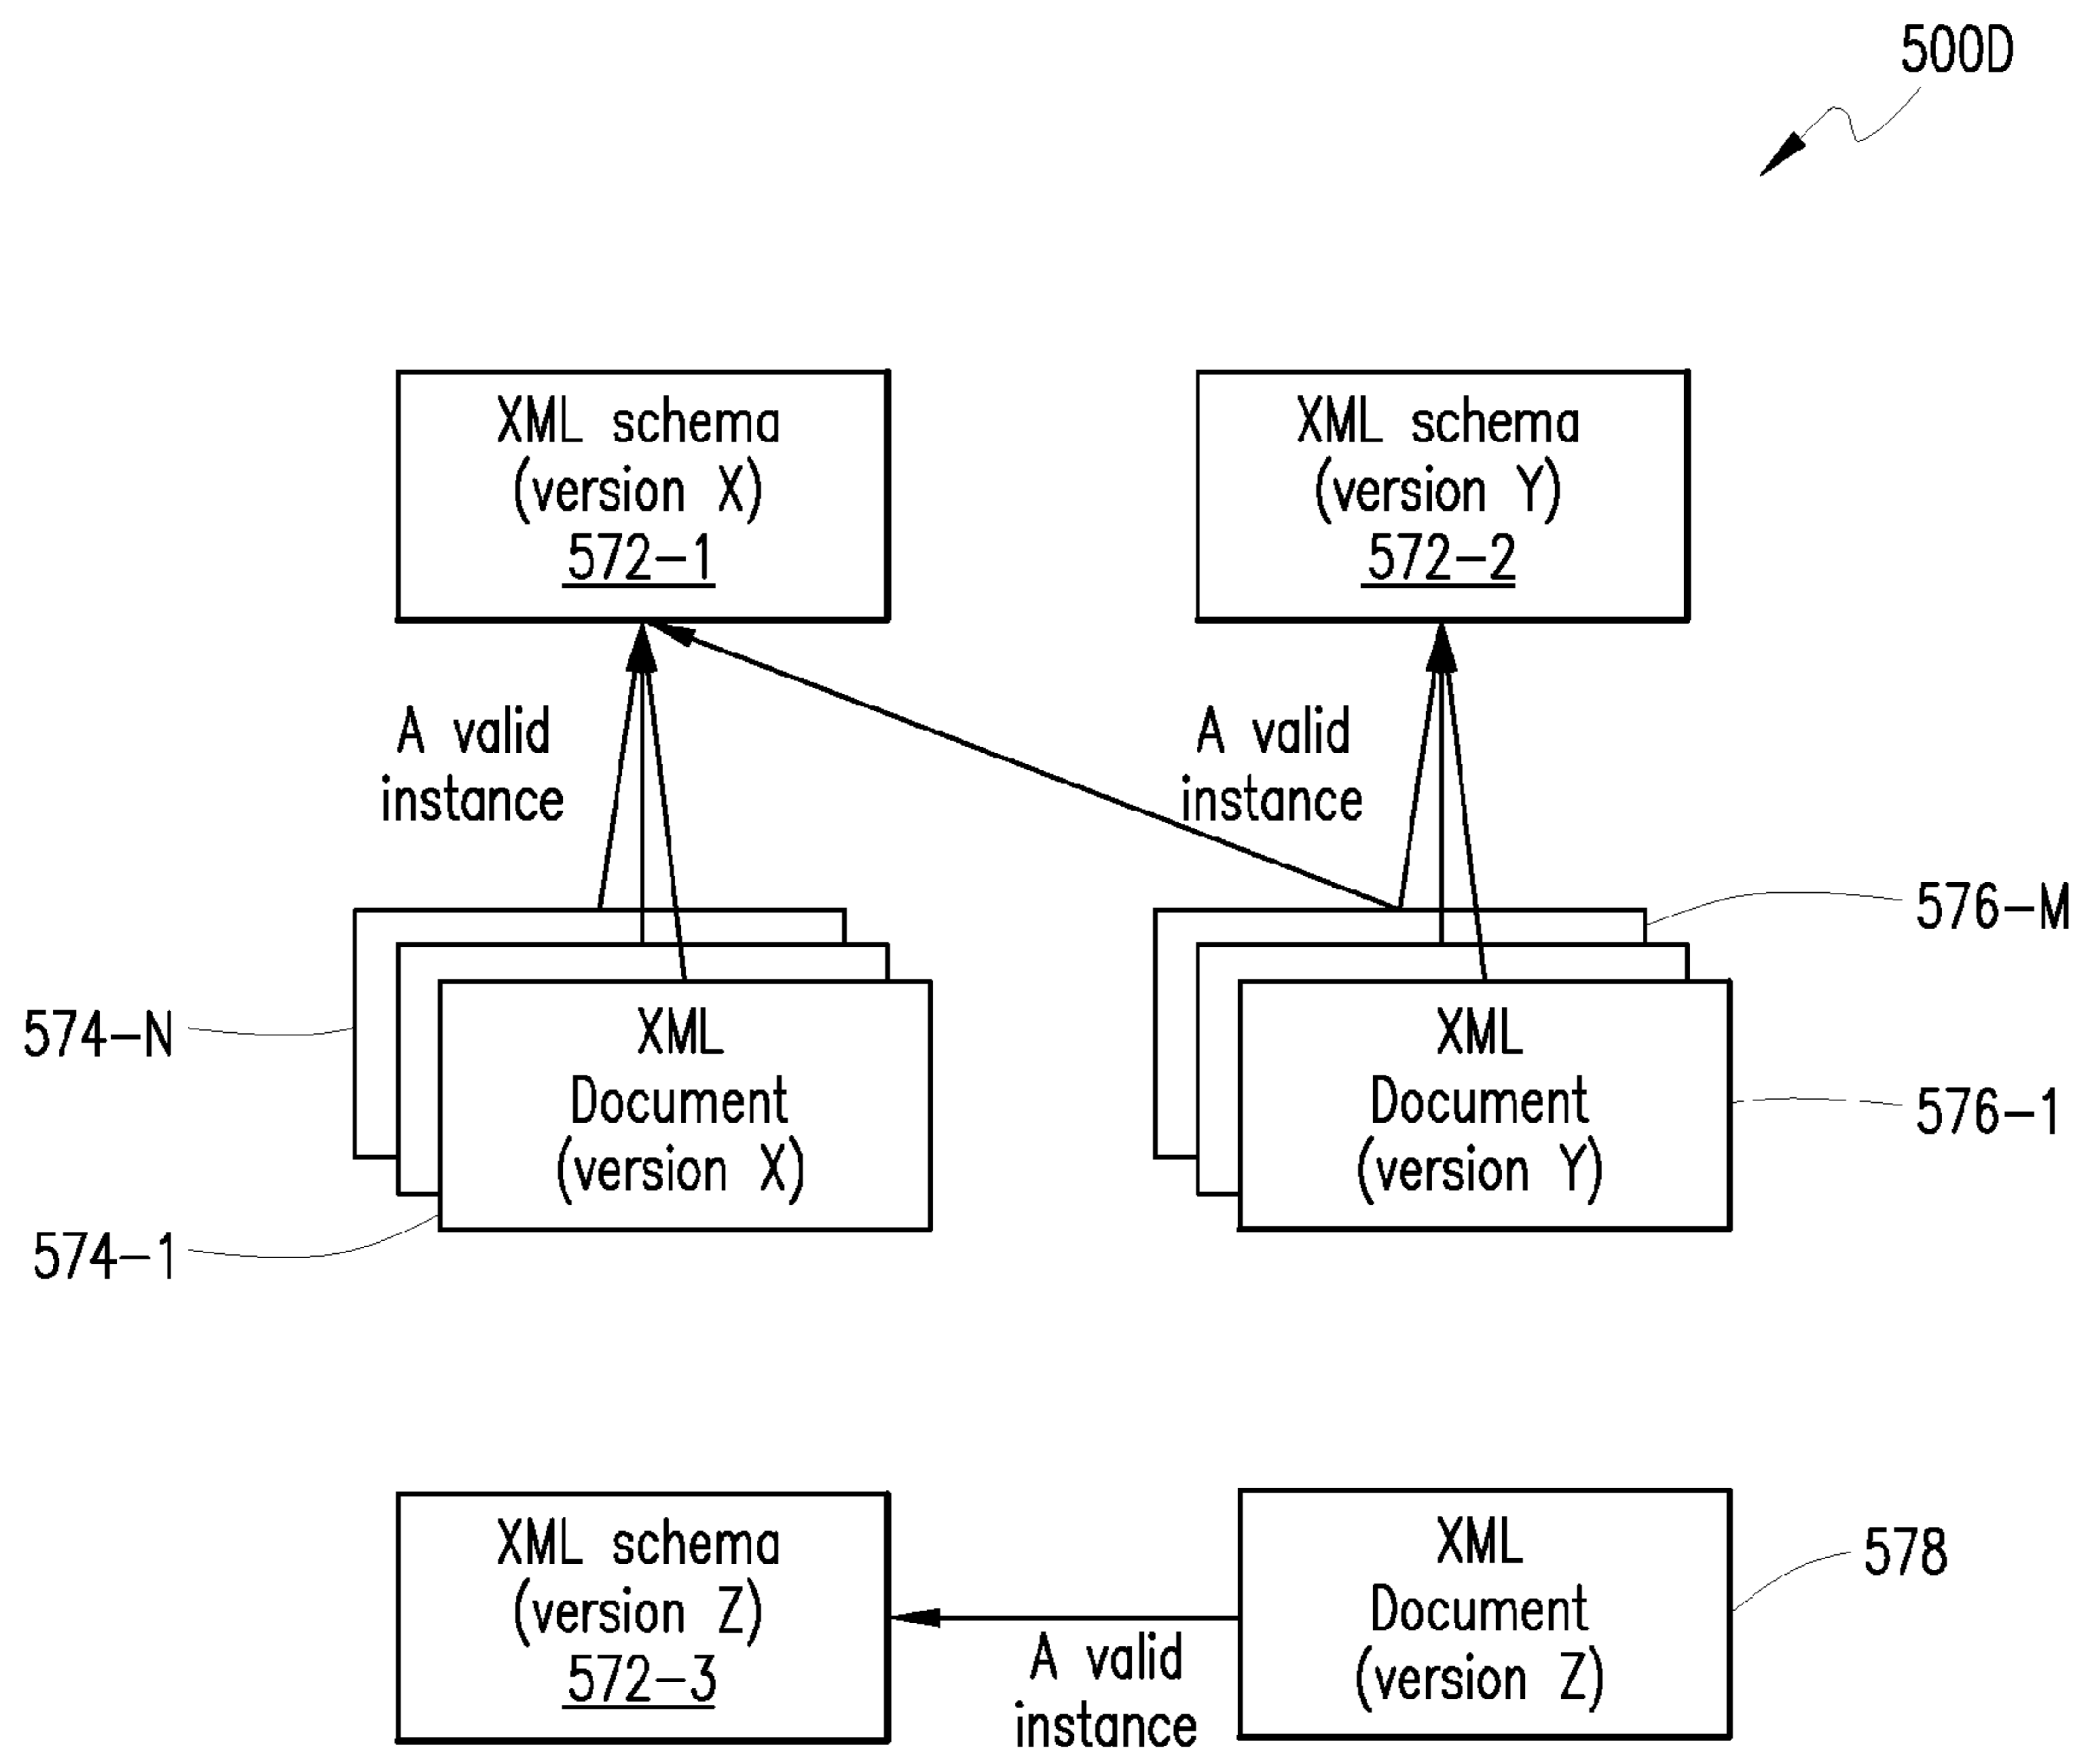 500D
XML schema
(version X)
572-1
XML schema
(version Y)
572-2
A valid
instance
A valid
instance
576-M
574-N
XML
Document
(version X)
XML
Document
(version Y)
576-1
574-1
XML schema
(version Z)
572-3
A valid
instance
XML
Document
(version Z)
578